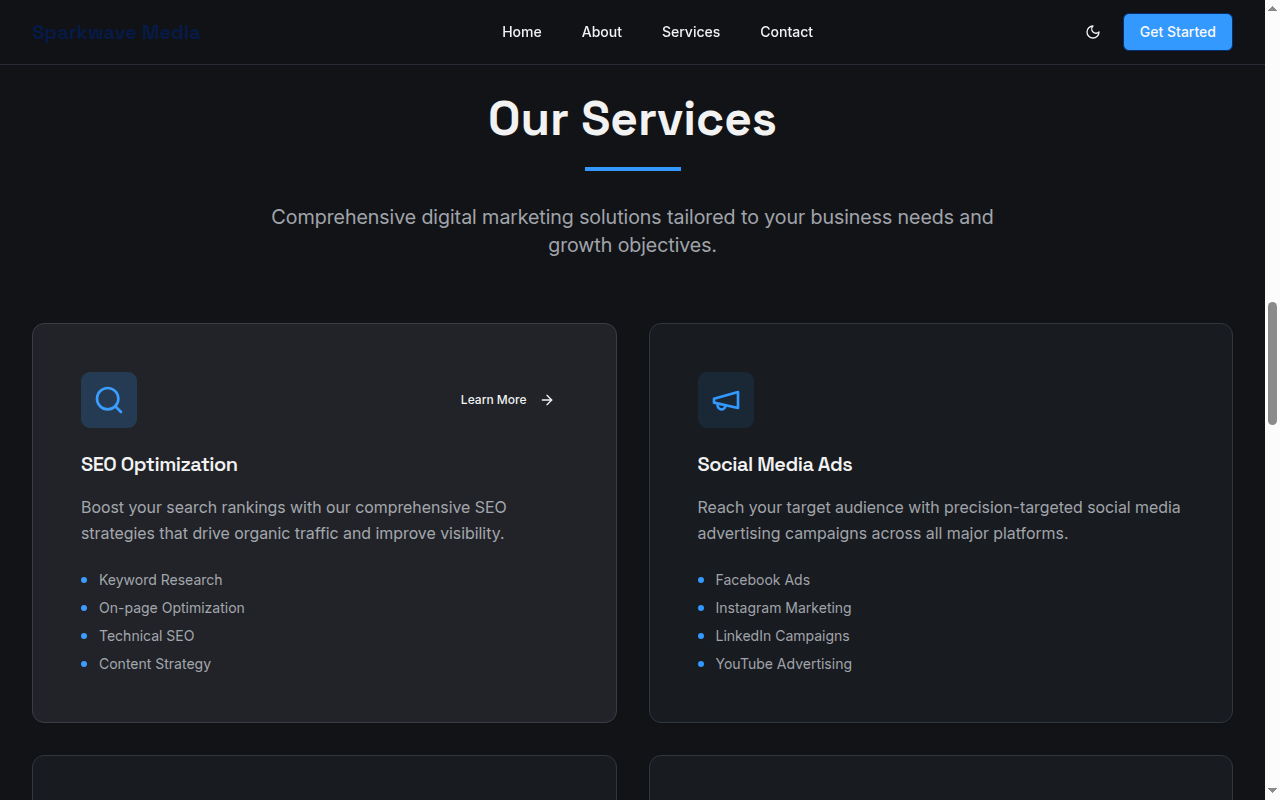 Sparkwave Media
Home
About
Services
Contact
Get Started
Our Services
Comprehensive digital marketing solutions tailored to your business needs and
growth objectives.
Learn More
SEO Optimization
Boost your search rankings with our comprehensive SEO
strategies that drive organic traffic and improve visibility.
Keyword Research
On-page Optimization
Technical SEO
Content Strategy
Social Media Ads
Reach your target audience with precision-targeted social media
advertising campaigns across all major platforms.
Facebook Ads
Instagram Marketing
LinkedIn Campaigns
YouTube Advertising